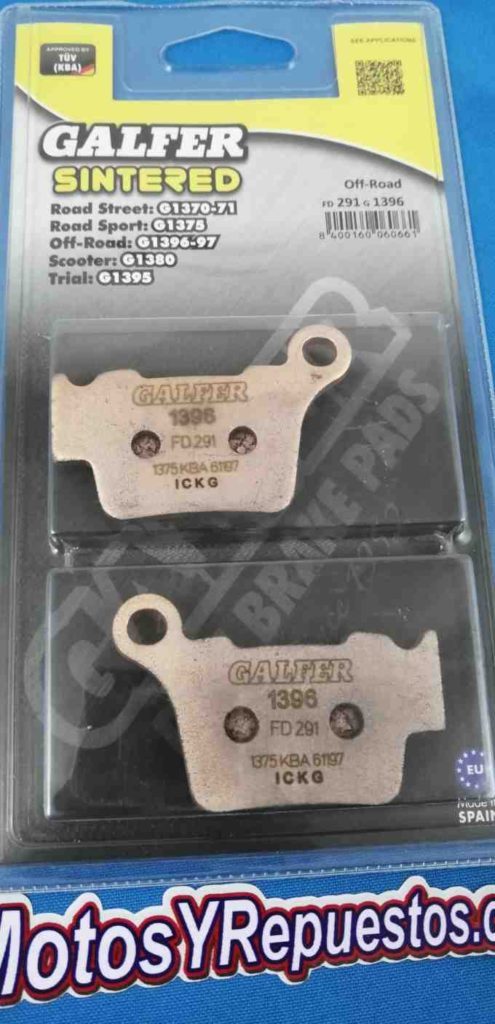 APPROVED BY
TÜV
(KBA)
SEE APPLICATIONS
GALFER
SINTERED
Road Street: G1370-71
Road Sport: G1375
Off-Road: G1396-97
Scooter: G1380
Trial: G1395
Off-Road
FD 291 G 1396
8 400160 060661
GALFER
1396
FD 291
1375 KBA 61197
ICKG
BRAKE PADS
GALFER
1396
FD 291
1375 KBA 61197
ICKG
EU
Made in
SPAIN
MotosYRepuestos.c